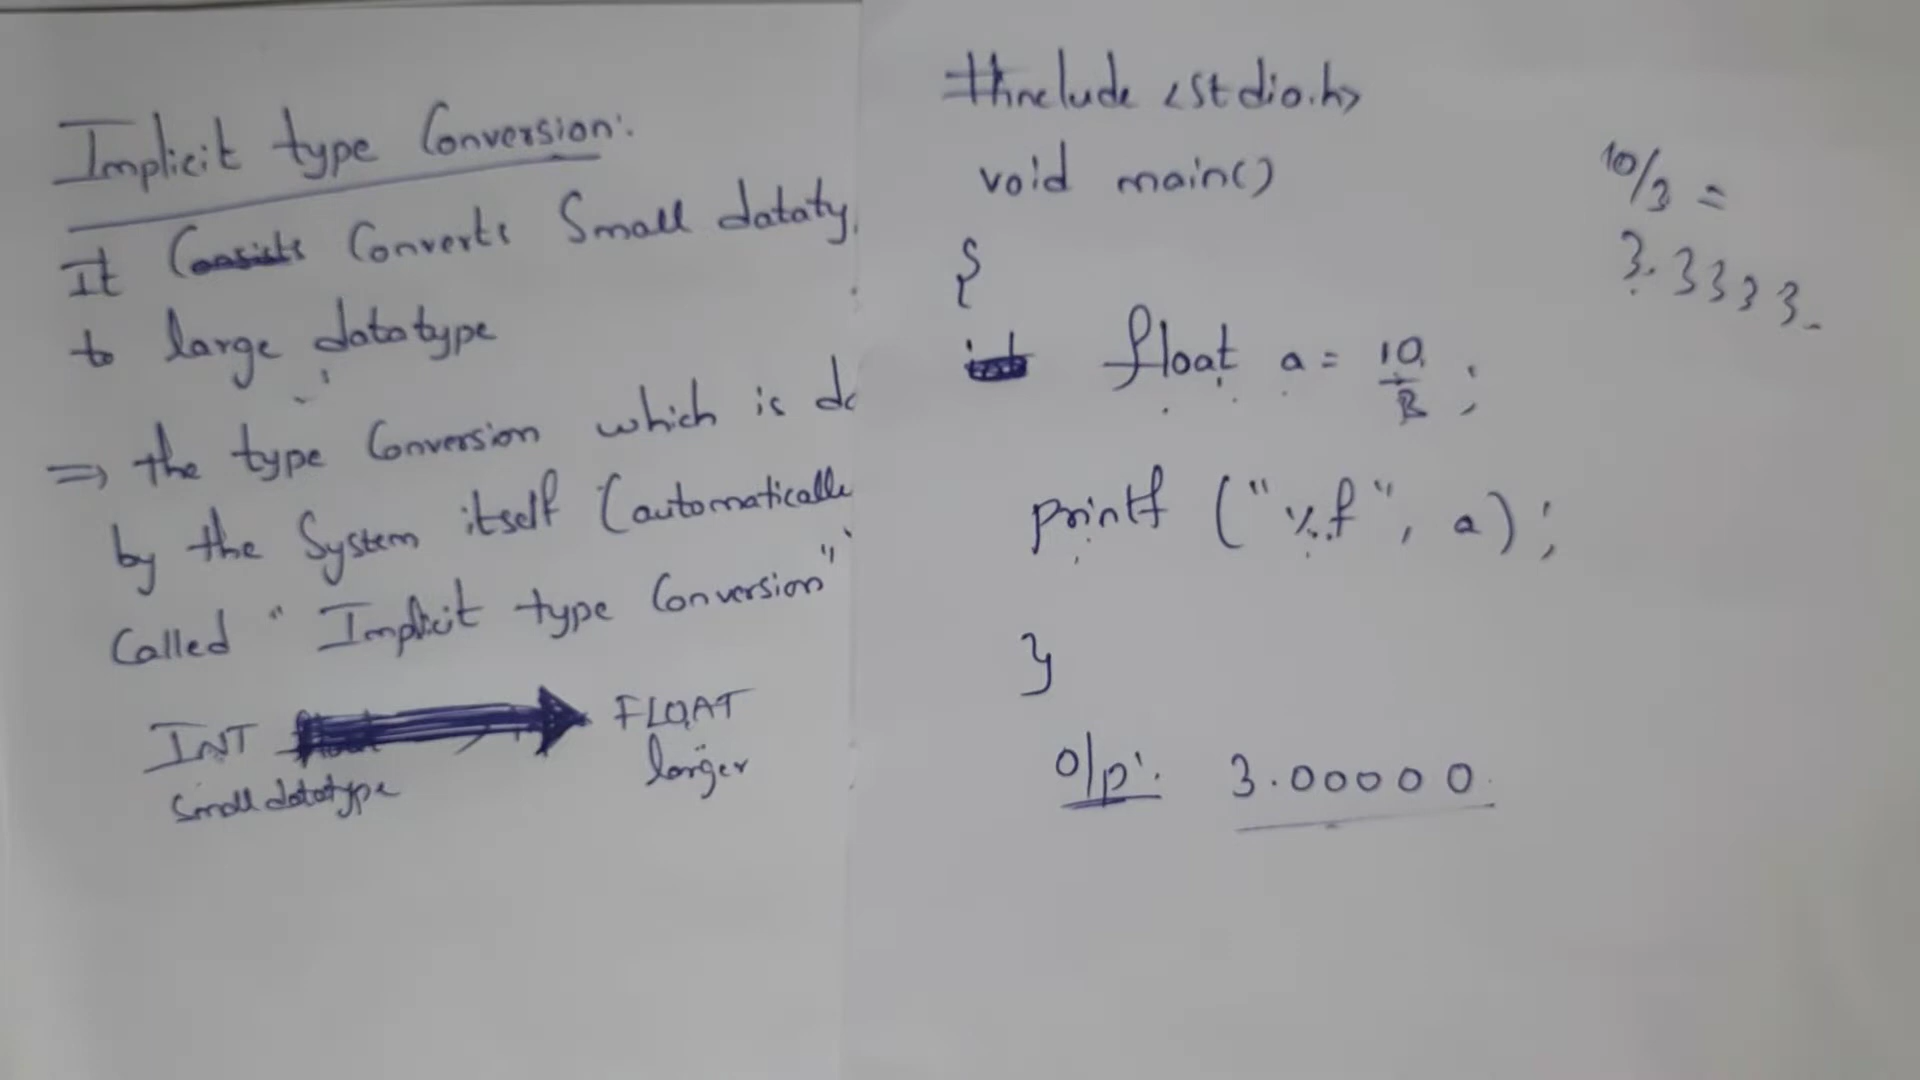 Implicit type Conversion:
It Converts Small dataty
to large datatype
=> the type Conversion which is do
by the System itself (automatically
Called "Implicit type Conversion"
INT → FLOAT
Small datatype larger
#include <stdio.h>
void main()
{
float a = 10/3;
printf ("%f", a);
}
o/p: 3.00000
10/3 =
3.3333